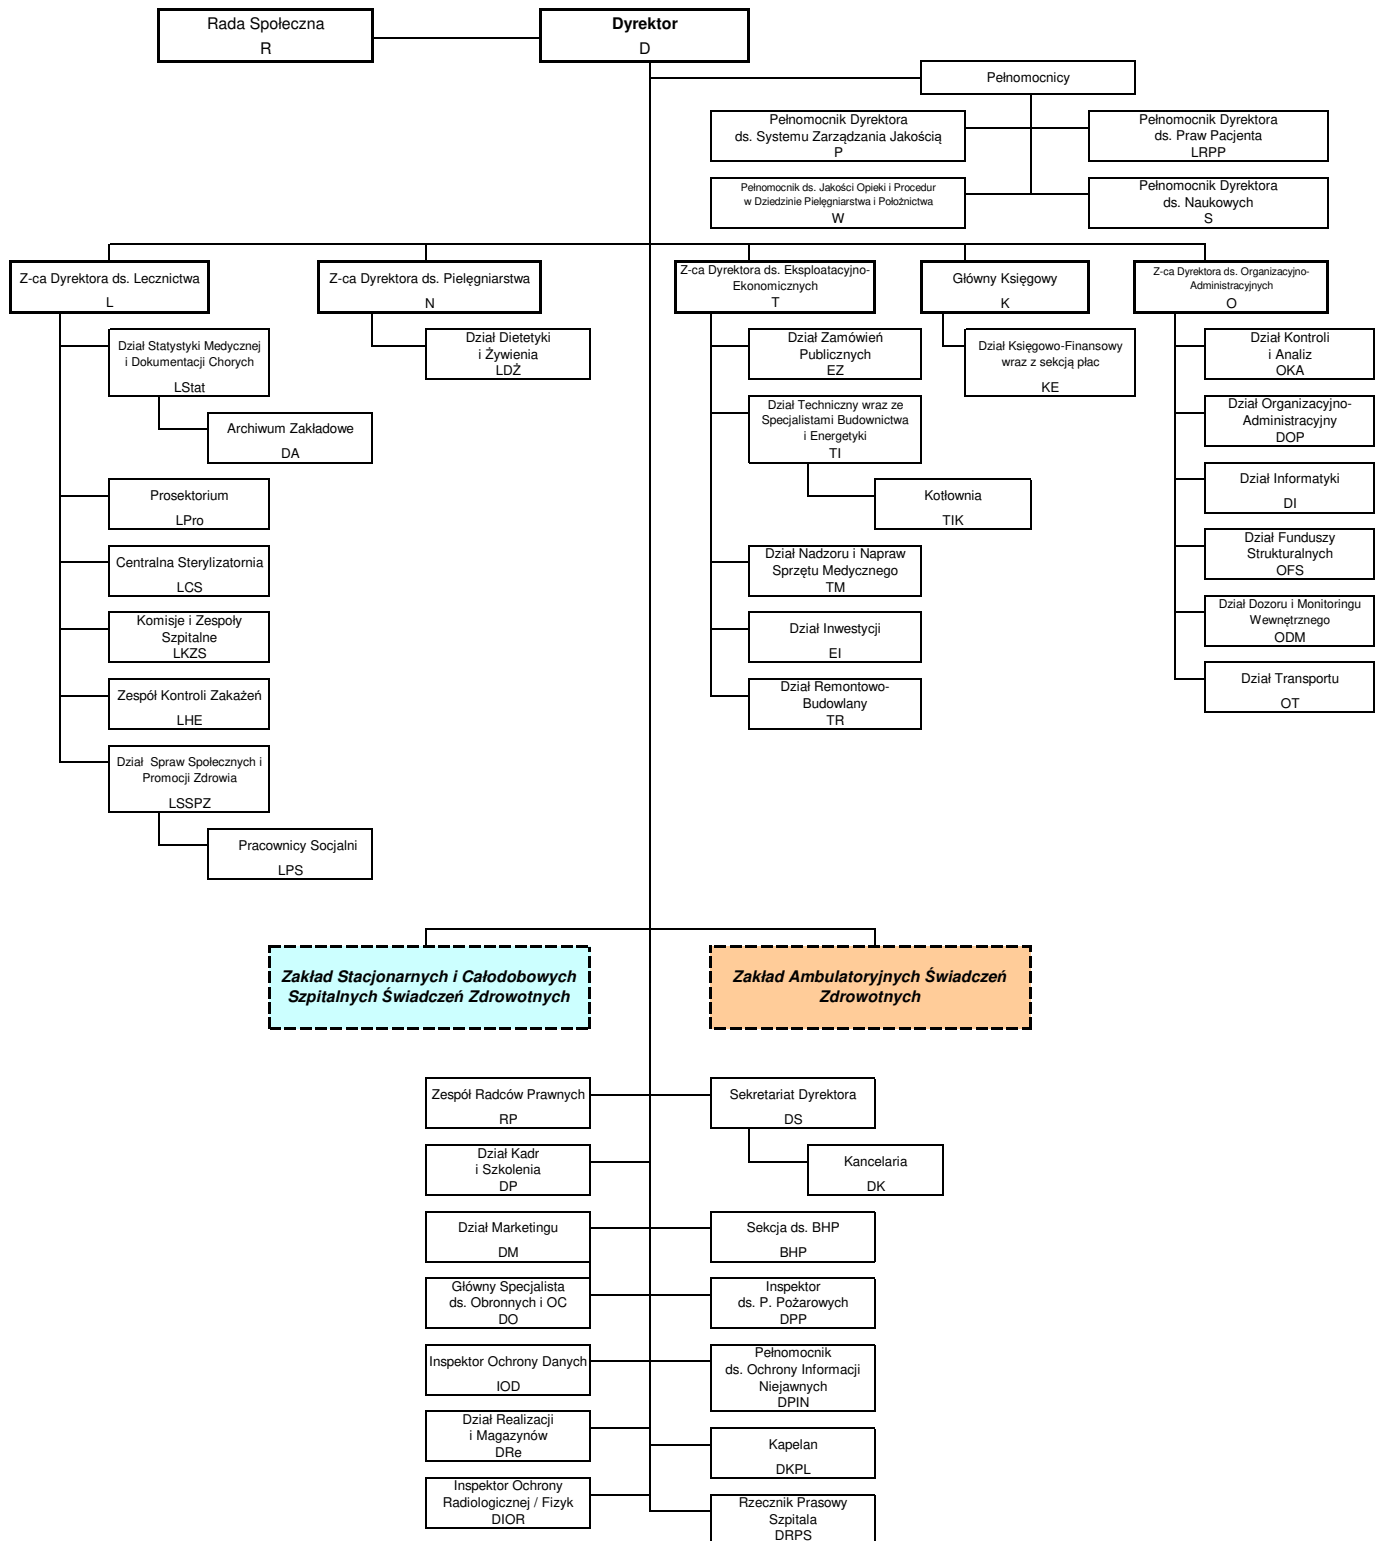 Rada Społeczna
R
Dyrektor
D
Pełnomocnicy
Pełnomocnik Dyrektora
ds. Systemu Zarządzania Jakością
P
Pełnomocnik Dyrektora
ds. Praw Pacjenta
LRPP
Pełnomocnik ds. Jakości Opieki i Procedur
w Dziedzinie Pielęgniarstwa i Położnictwa
W
Pełnomocnik Dyrektora
ds. Naukowych
S
Z-ca Dyrektora ds. Lecznictwa
L
Z-ca Dyrektora ds. Pielęgniarstwa
N
Z-ca Dyrektora ds. Eksploatacyjno-
Ekonomicznych
T
Główny Księgowy
K
Z-ca Dyrektora ds. Organizacyjno-
Administracyjnych
O
Dział Statystyki Medycznej
i Dokumentacji Chorych
LStat
Archiwum Zakładowe
DA
Prosektorium
LPro
Centralna Sterylizatornia
LCS
Komisje i Zespoły
Szpitalne
LKZS
Zespół Kontroli Zakażeń
LHE
Dział  Spraw Społecznych i
Promocji Zdrowia
LSSPZ
Pracownicy Socjalni
LPS
Dział Dietetyki
i Żywienia
LDŻ
Dział Zamówień
Publicznych
EZ
Dział Techniczny wraz ze
Specjalistami Budownictwa
i Energetyki
TI
Kotłownia
TIK
Dział Nadzoru i Napraw
Sprzętu Medycznego
TM
Dział Inwestycji
EI
Dział Remontowo-
Budowlany
TR
Dział Księgowo-Finansowy
wraz z sekcją płac
KE
Dział Kontroli
i Analiz
OKA
Dział Organizacyjno-
Administracyjny
DOP
Dział Informatyki
DI
Dział Funduszy
Strukturalnych
OFS
Dział Dozoru i Monitoringu
Wewnętrznego
ODM
Dział Transportu
OT
Zakład Stacjonarnych i Całodobowych
Szpitalnych Świadczeń Zdrowotnych
Zakład Ambulatoryjnych Świadczeń
Zdrowotnych
Zespół Radców Prawnych
RP
Sekretariat Dyrektora
DS
Dział Kadr
i Szkolenia
DP
Kancelaria
DK
Dział Marketingu
DM
Sekcja ds. BHP
BHP
Główny Specjalista
ds. Obronnych i OC
DO
Inspektor
ds. P. Pożarowych
DPP
Inspektor Ochrony Danych
IOD
Pełnomocnik
ds. Ochrony Informacji
Niejawnych
DPIN
Dział Realizacji
i Magazynów
DRe
Kapelan
DKPL
Inspektor Ochrony
Radiologicznej / Fizyk
DIOR
Rzecznik Prasowy
Szpitala
DRPS